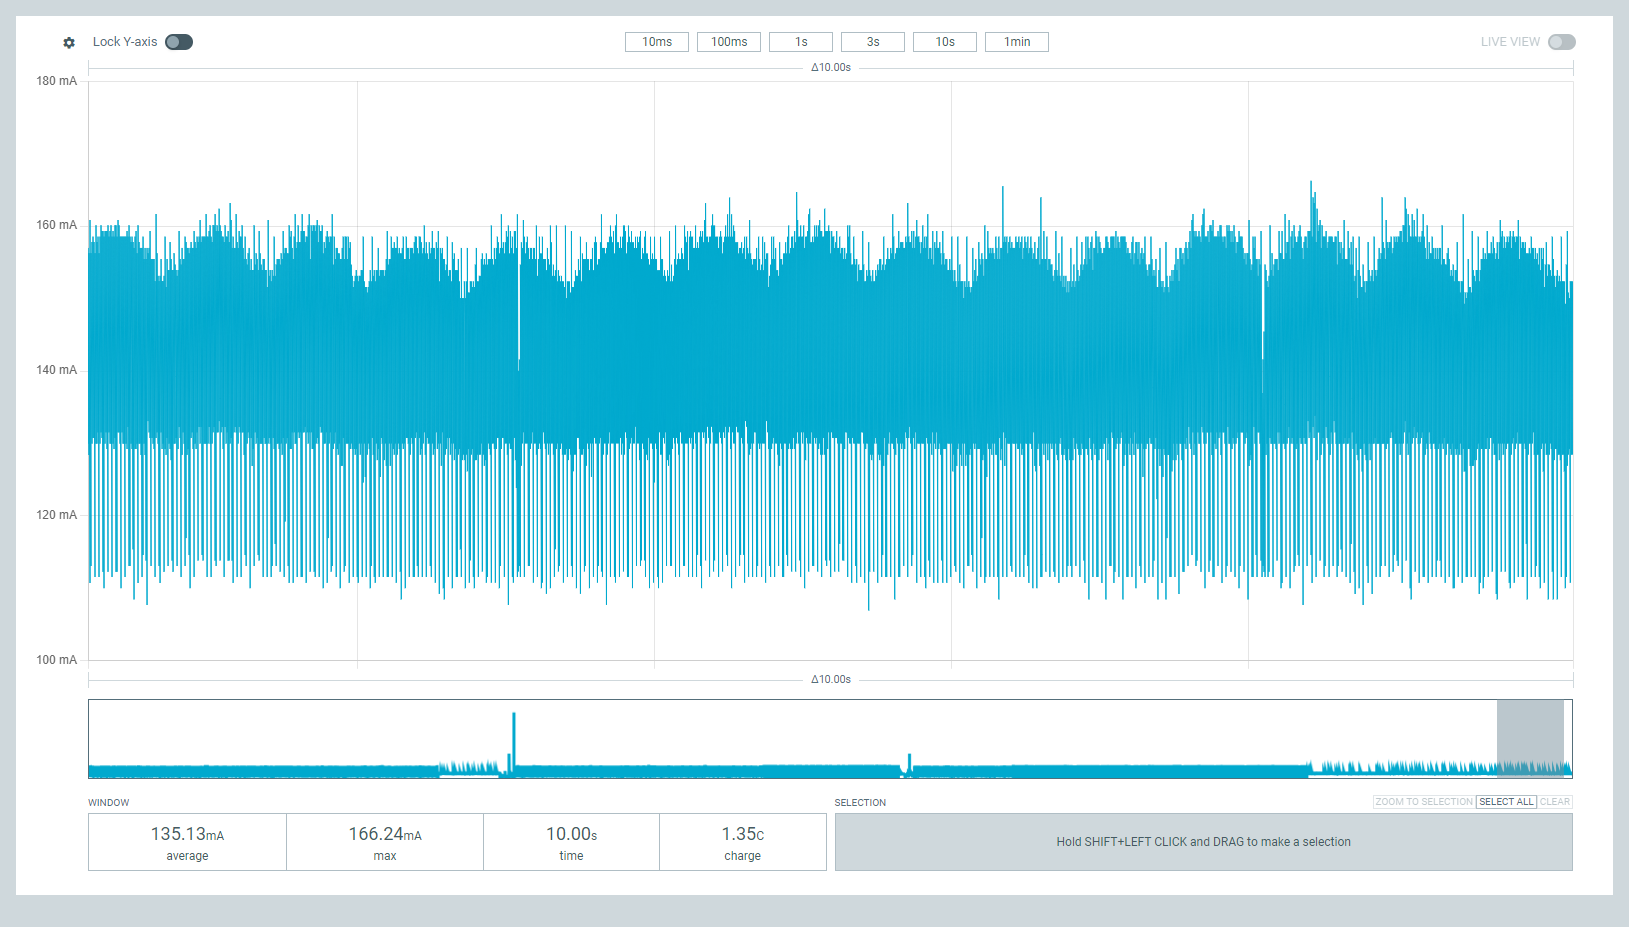 Lock Y-axis 10ms 100ms 1s 3s 10s 1min LIVE VIEW
Δ10.00s
180 mA
160 mA
140 mA
120 mA
100 mA
Δ10.00s
WINDOW SELECTION ZOOM TO SELECTION SELECT ALL CLEAR
135.13mA 166.24mA 10.00s 1.35C
average max time charge
Hold SHIFT+LEFT CLICK and DRAG to make a selection